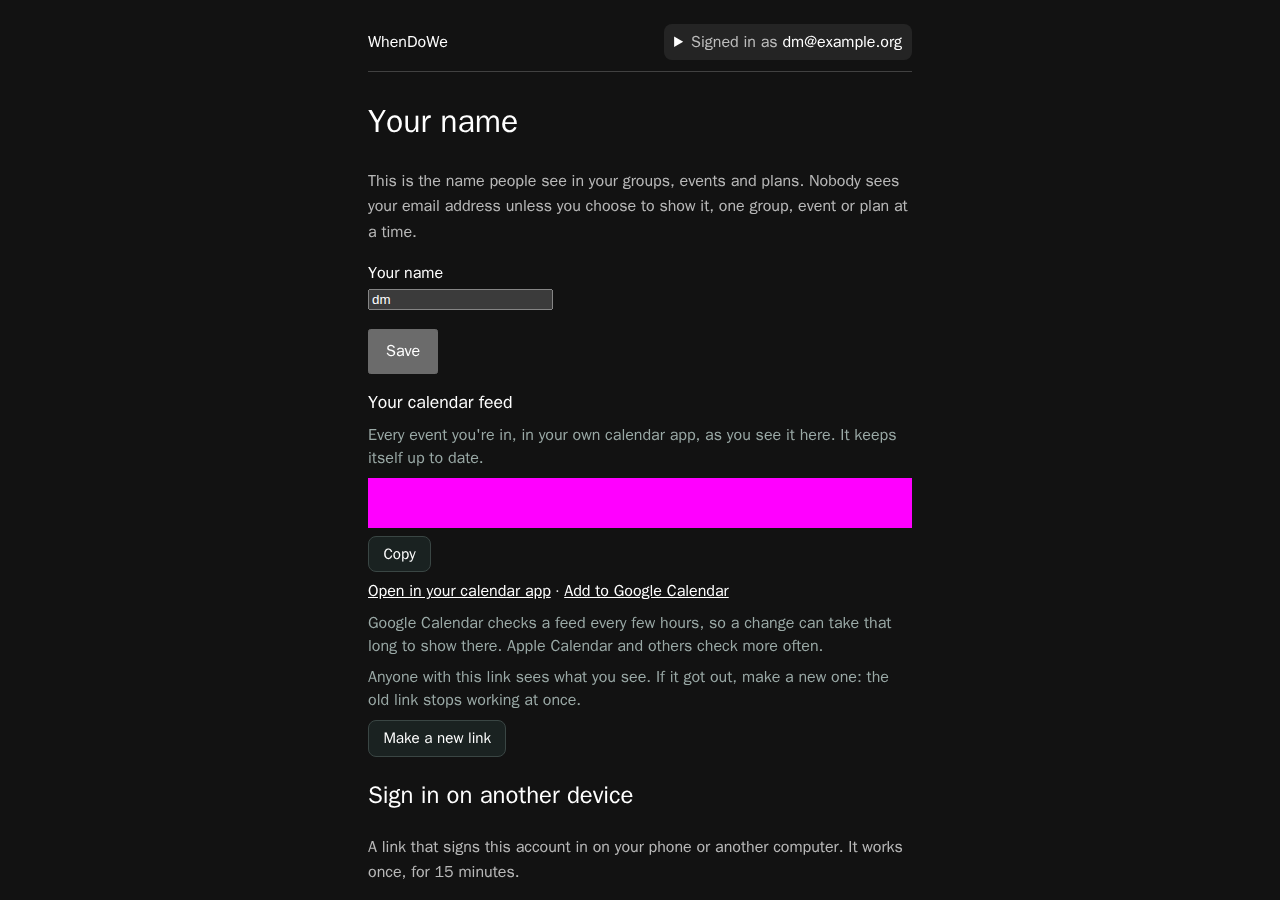 WhenDoWe
Signed in as dm@example.org
Your name
This is the name people see in your groups, events and plans. Nobody sees
your email address unless you choose to show it, one group, event or plan at
a time.
Your name
dm
Save
Your calendar feed
Every event you're in, in your own calendar app, as you see it here. It keeps
itself up to date.
Copy
Open in your calendar app · Add to Google Calendar
Google Calendar checks a feed every few hours, so a change can take that
long to show there. Apple Calendar and others check more often.
Anyone with this link sees what you see. If it got out, make a new one: the
old link stops working at once.
Make a new link
Sign in on another device
A link that signs this account in on your phone or another computer. It works
once, for 15 minutes.